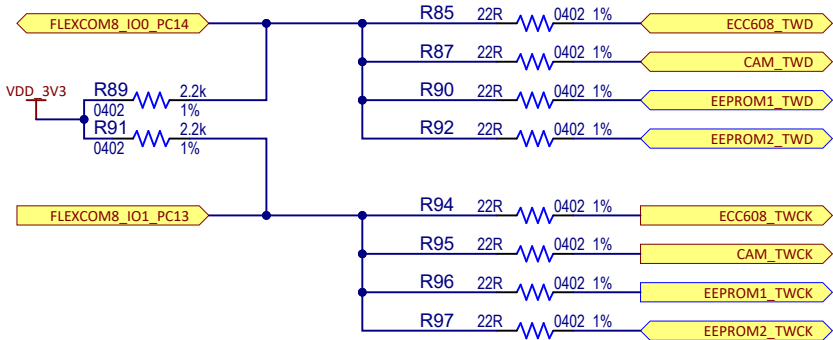 FLEXCOM8_IO0_PC14 R85 22R 0402 1% ECC608_TWD
R87 22R 0402 1% CAM_TWD
VDD_3V3 R89 2.2k
0402 1%
R90 22R 0402 1% EEPROM1_TWD
R91 2.2k
0402 1%
R92 22R 0402 1% EEPROM2_TWD
FLEXCOM8_IO1_PC13 R94 22R 0402 1% ECC608_TWCK
R95 22R 0402 1% CAM_TWCK
R96 22R 0402 1% EEPROM1_TWCK
R97 22R 0402 1% EEPROM2_TWCK